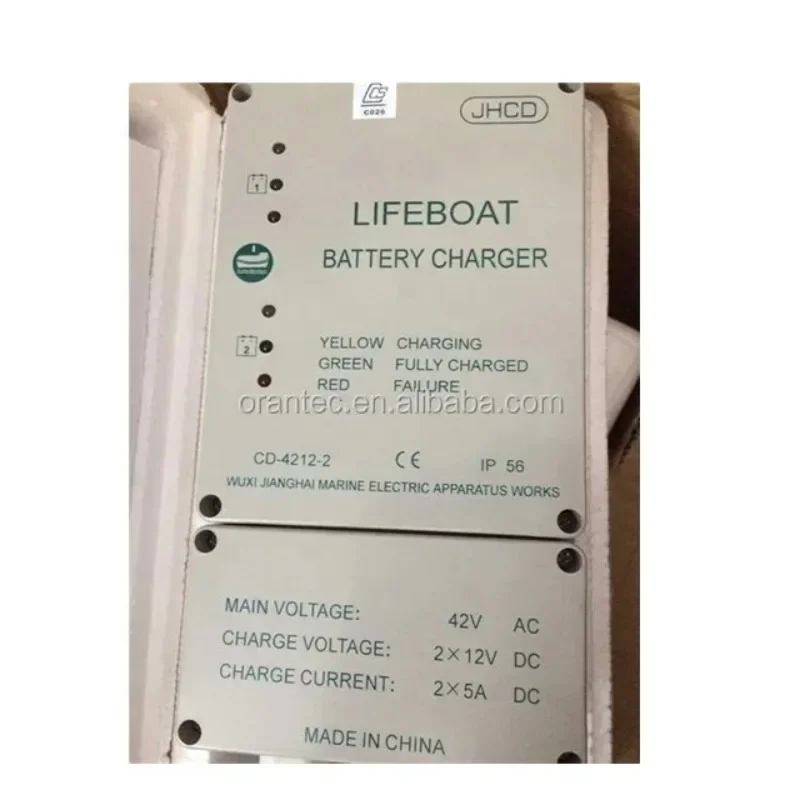 CCS
C026
JHCD
1
LIFEBOAT
BATTERY CHARGER
2
YELLOW CHARGING
GREEN FULLY CHARGED
RED FAILURE
orantec.en.alibaba.com
CD-4212-2 CE IP 56
WUXI JIANGHAI MARINE ELECTRIC APPARATUS WORKS
MAIN VOLTAGE: 42V AC
CHARGE VOLTAGE: 2×12V DC
CHARGE CURRENT: 2×5A DC
MADE IN CHINA